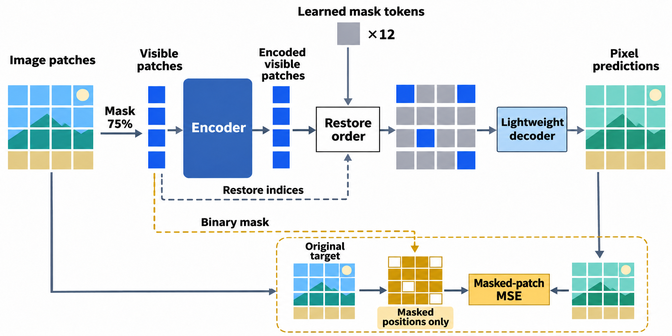 Learned mask tokens
×12
Image patches
Visible
patches
Encoded
visible
patches
Pixel
predictions
Mask
75%
Encoder
Restore
order
Lightweight
decoder
Restore indices
Binary mask
Original
target
Masked
positions only
Masked-patch
MSE